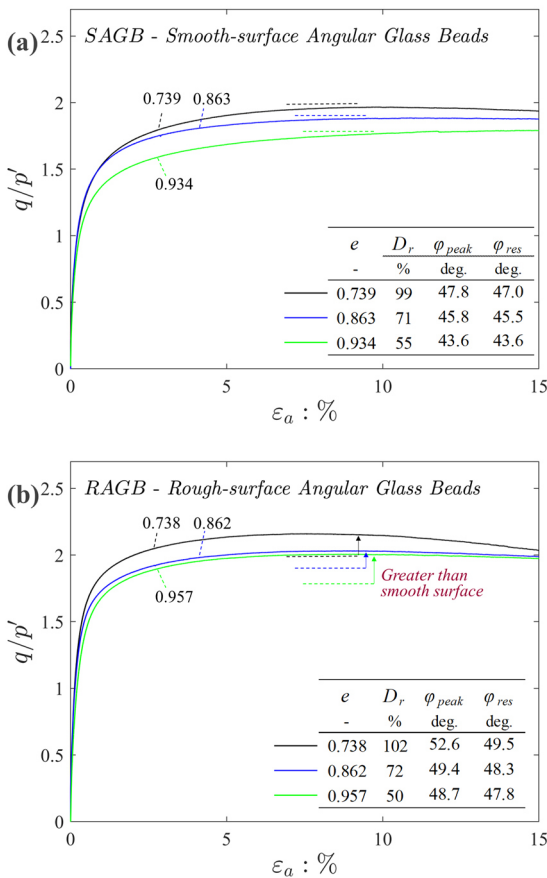 (a)
SAGB - Smooth-surface Angular Glass Beads
2.5
2
1.5
1
0.5
0
q/p′
0.739
0.863
0.934
e D_r φ_peak φ_res
- % deg. deg.
0.739 99 47.8 47.0
0.863 71 45.8 45.5
0.934 55 43.6 43.6
0 5 10 15
ε_a : %
(b)
RAGB - Rough-surface Angular Glass Beads
2.5
2
1.5
1
0.5
0
q/p′
0.738
0.862
0.957
Greater than
smooth surface
e D_r φ_peak φ_res
- % deg. deg.
0.738 102 52.6 49.5
0.862 72 49.4 48.3
0.957 50 48.7 47.8
0 5 10 15
ε_a : %